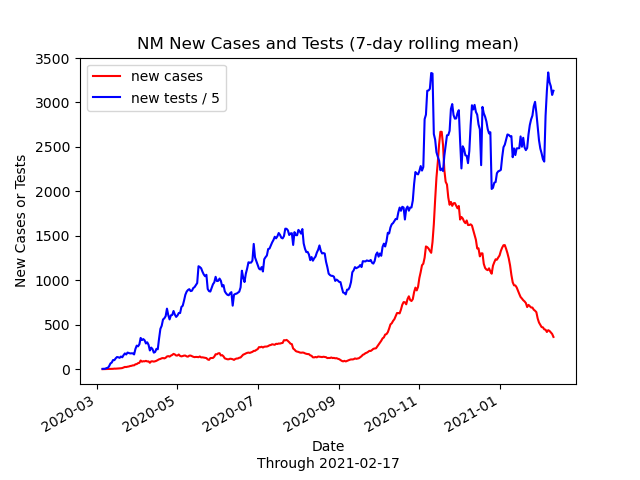 NM New Cases and Tests (7-day rolling mean)
new cases
new tests / 5
New Cases or Tests
3500
3000
2500
2000
1500
1000
500
0
2020-03
2020-05
2020-07
2020-09
2020-11
2021-01
Date
Through 2021-02-17